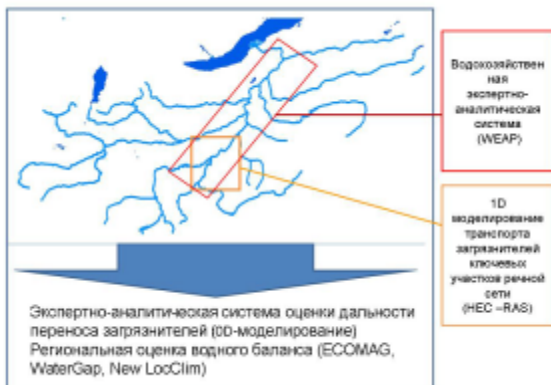 Водохозяйствен
ная
экспертно-
аналитическая
система
(WEAP)
1D
моделирование
транспорта
загрязнителей
ключевых
участков речной
сети
(HEC –RAS)
Экспертно-аналитическая система оценки дальности
переноса загрязнителей (0D-моделирование)
Региональная оценка водного баланса (ECOMAG,
WaterGap, New LocClim)